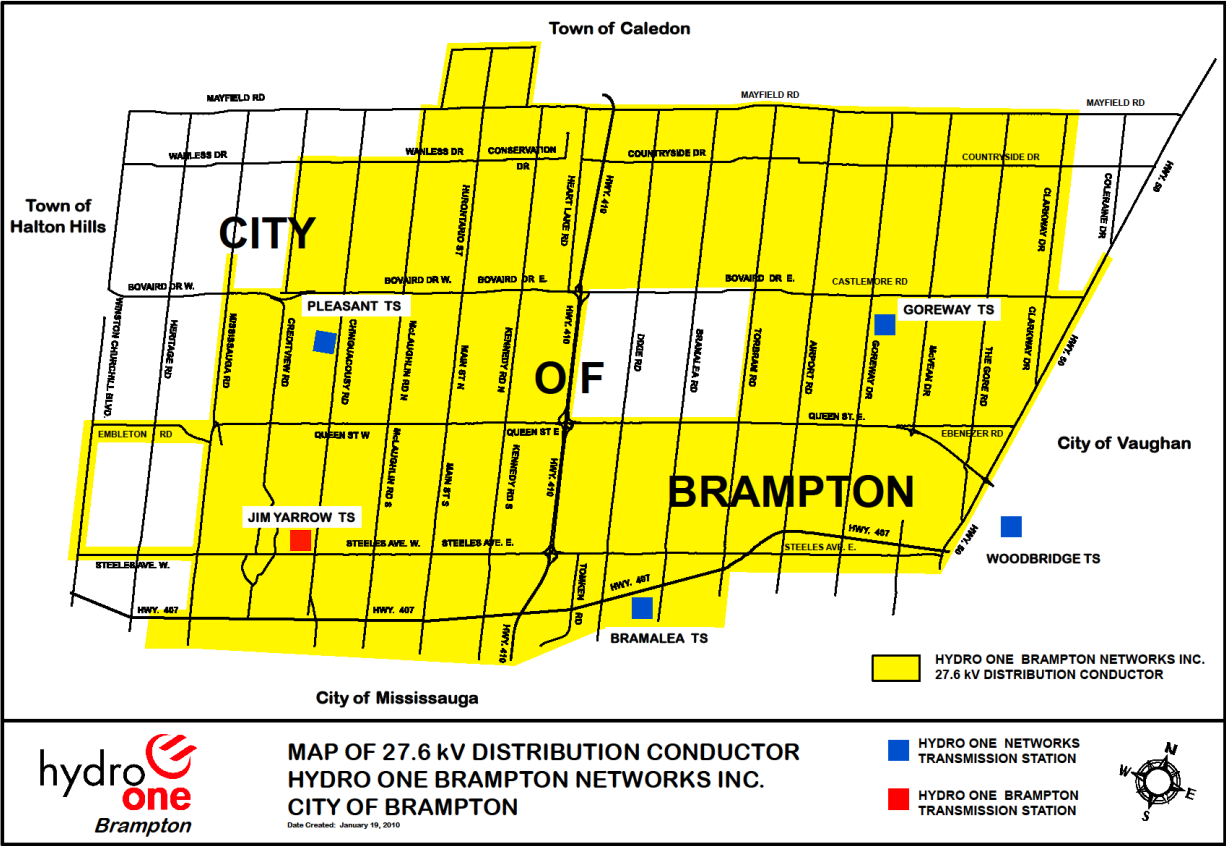 Town of Caledon
MAYFIELD RD
MAYFIELD RD
MAYFIELD RD
WANLESS DR
WANLESS DR
CONSERVATION
DR
COUNTRYSIDE DR
COUNTRYSIDE DR
Town of
Halton Hills
CITY
HURONTARIO ST
HEART LAKE RD
HWY. 410
CLARKWAY DR
COLERAINE DR
HWY. 50
BOVAIRD DR W.
BOVAIRD DR W.
BOVAIRD DR E.
BOVAIRD DR E.
CASTLEMORE RD
PLEASANT TS
GOREWAY TS
WINSTON CHURCHILL BLVD.
HERITAGE RD
MISSISSAUGA RD
CREDITVIEW RD
CHINGUACOUSY RD
McLAUGHLIN RD N
MAIN ST N
KENNEDY RD N
HWY. 410
DIXIE RD
BRAMALEA RD
TORBRAM RD
AIRPORT RD
GOREWAY DR
McVEAN DR
THE GORE RD
CLARKWAY DR
HWY. 50
OF
EMBLETON RD
QUEEN ST W
QUEEN ST E
QUEEN ST. E.
EBENEZER RD
City of Vaughan
McLAUGHLIN RD S
MAIN ST S
KENNEDY RD S
HWY. 410
BRAMPTON
JIM YARROW TS
STEELES AVE. W.
STEELES AVE. W.
STEELES AVE. E.
STEELES AVE. E.
HWY. 407
HWY. 50
WOODBRIDGE TS
HWY. 407
HWY. 407
HWY. 407
HWY. 410
TOMKEN RD
BRAMALEA TS
City of Mississauga
HYDRO ONE BRAMPTON NETWORKS INC.
27.6 kV DISTRIBUTION CONDUCTOR
hydro
one
Brampton
MAP OF 27.6 kV DISTRIBUTION CONDUCTOR
HYDRO ONE BRAMPTON NETWORKS INC.
CITY OF BRAMPTON
Date Created: January 19, 2010
HYDRO ONE NETWORKS
TRANSMISSION STATION
HYDRO ONE BRAMPTON
TRANSMISSION STATION
N
W
E
S